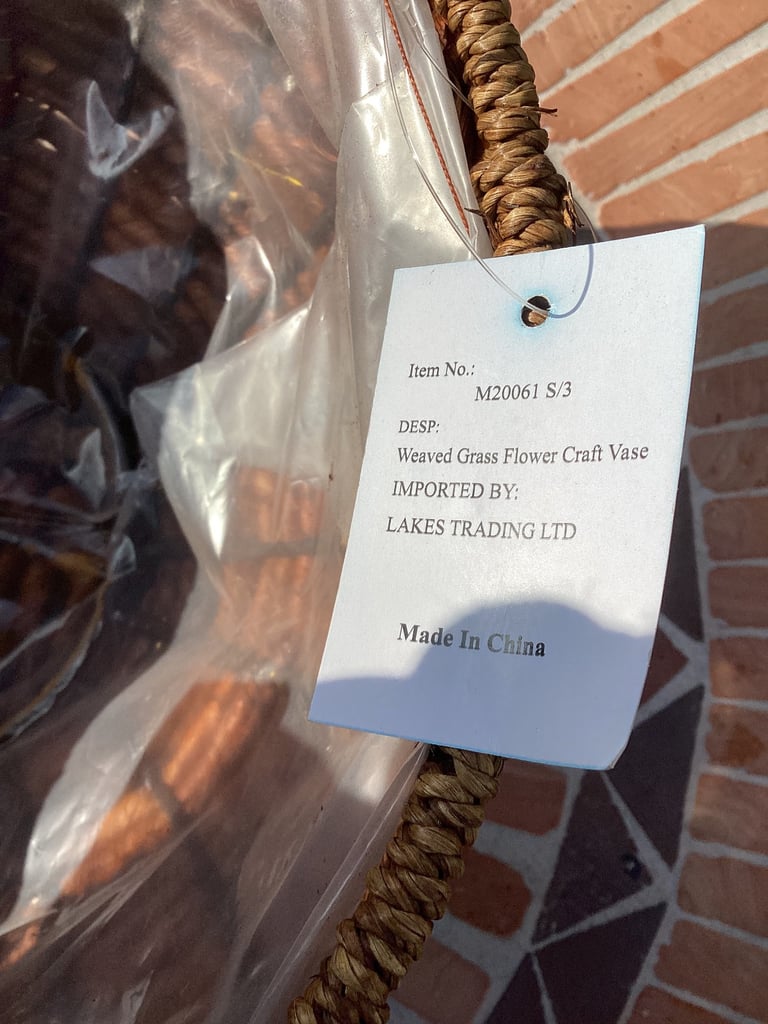 Item No.:
M20061 S/3
DESP:
Weaved Grass Flower Craft Vase
IMPORTED BY:
LAKES TRADING LTD
Made In China